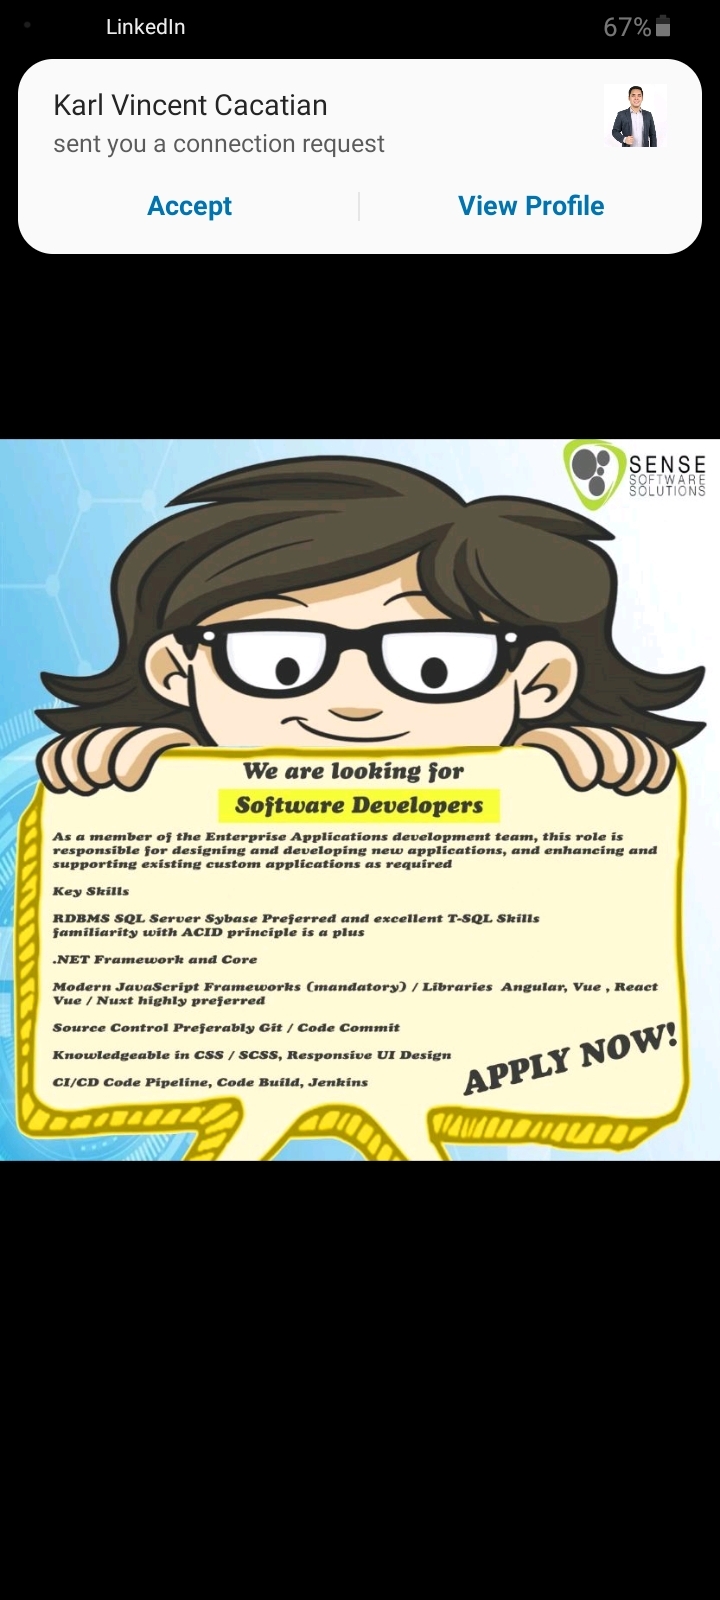 LinkedIn
67%
Karl Vincent Cacatian
sent you a connection request
Accept
View Profile
SENSE
SOFTWARE
SOLUTIONS
We are looking for
Software Developers
As a member of the Enterprise Applications development team, this role is
responsible for designing and developing new applications, and enhancing and
supporting existing custom applications as required
Key Skills
RDBMS SQL Server Sybase Preferred and excellent T-SQL Skills
familiarity with ACID principle is a plus
.NET Framework and Core
Modern JavaScript Frameworks (mandatory) / Libraries Angular, Vue , React
Vue / Nuxt highly preferred
Source Control Preferably Git / Code Commit
Knowledgeable in CSS / SCSS, Responsive UI Design
CI/CD Code Pipeline, Code Build, Jenkins
APPLY NOW!